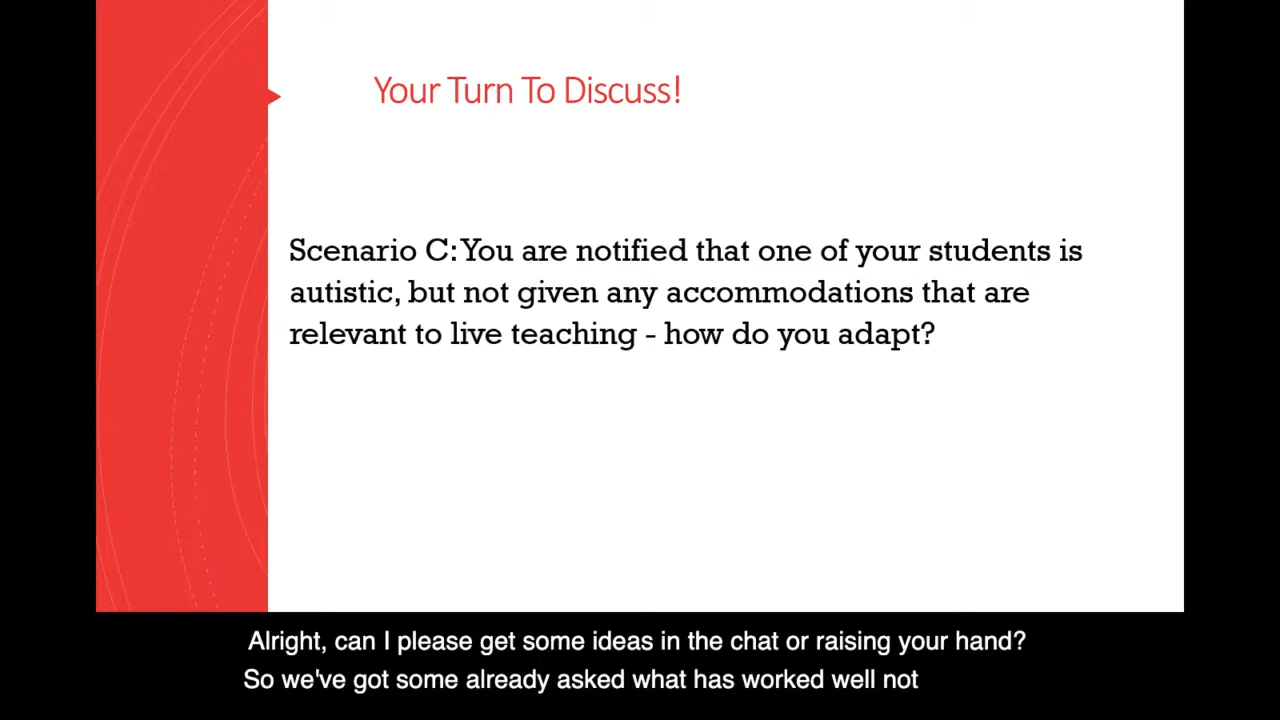 Your Turn To Discuss!
Scenario C: You are notified that one of your students is
autistic, but not given any accommodations that are
relevant to live teaching - how do you adapt?
Alright, can I please get some ideas in the chat or raising your hand?
So we've got some already asked what has worked well not